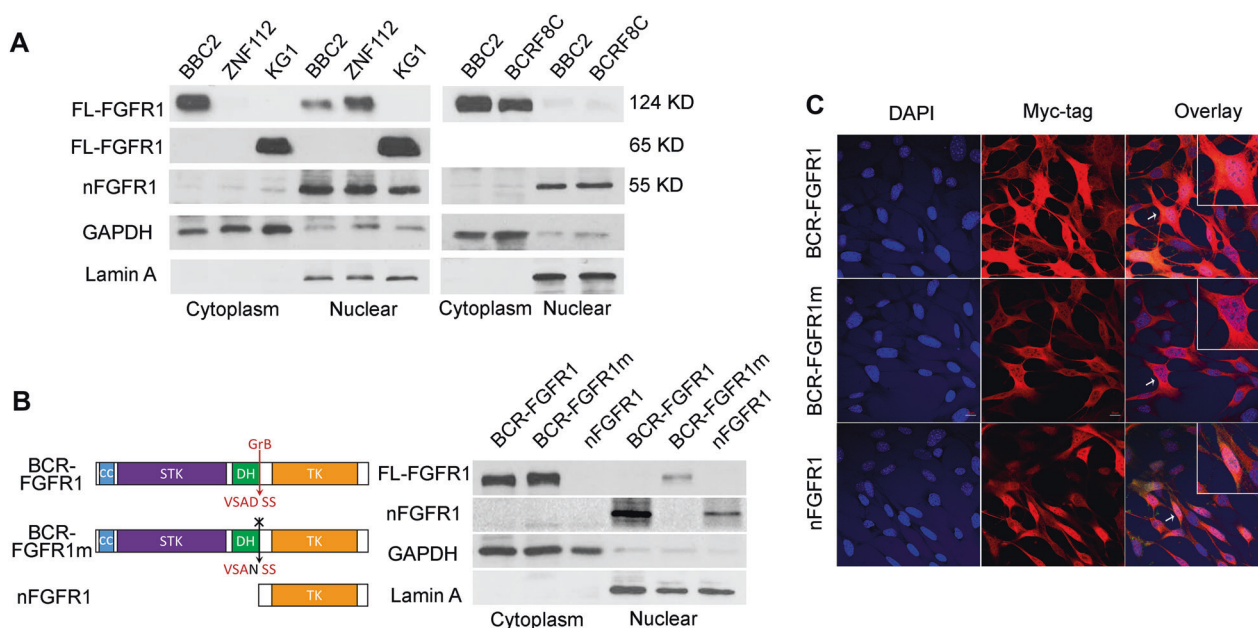 A
BBC2 ZNF112 KG1 BBC2 ZNF112 KG1 BBC2 BCRF8C BBC2 BCRF8C
FL-FGFR1 124 KD
FL-FGFR1 65 KD
nFGFR1 55 KD
GAPDH
Lamin A
Cytoplasm Nuclear Cytoplasm Nuclear
B
GrB
BCR-
FGFR1
CC STK DH TK
VSAD SS
BCR-
FGFR1m
CC STK DH TK
VSAN SS
nFGFR1
TK
BCR-FGFR1 BCR-FGFR1m nFGFR1 BCR-FGFR1 BCR-FGFR1m nFGFR1
FL-FGFR1
nFGFR1
GAPDH
Lamin A
Cytoplasm Nuclear
C
DAPI Myc-tag Overlay
BCR-FGFR1
BCR-FGFR1m
nFGFR1